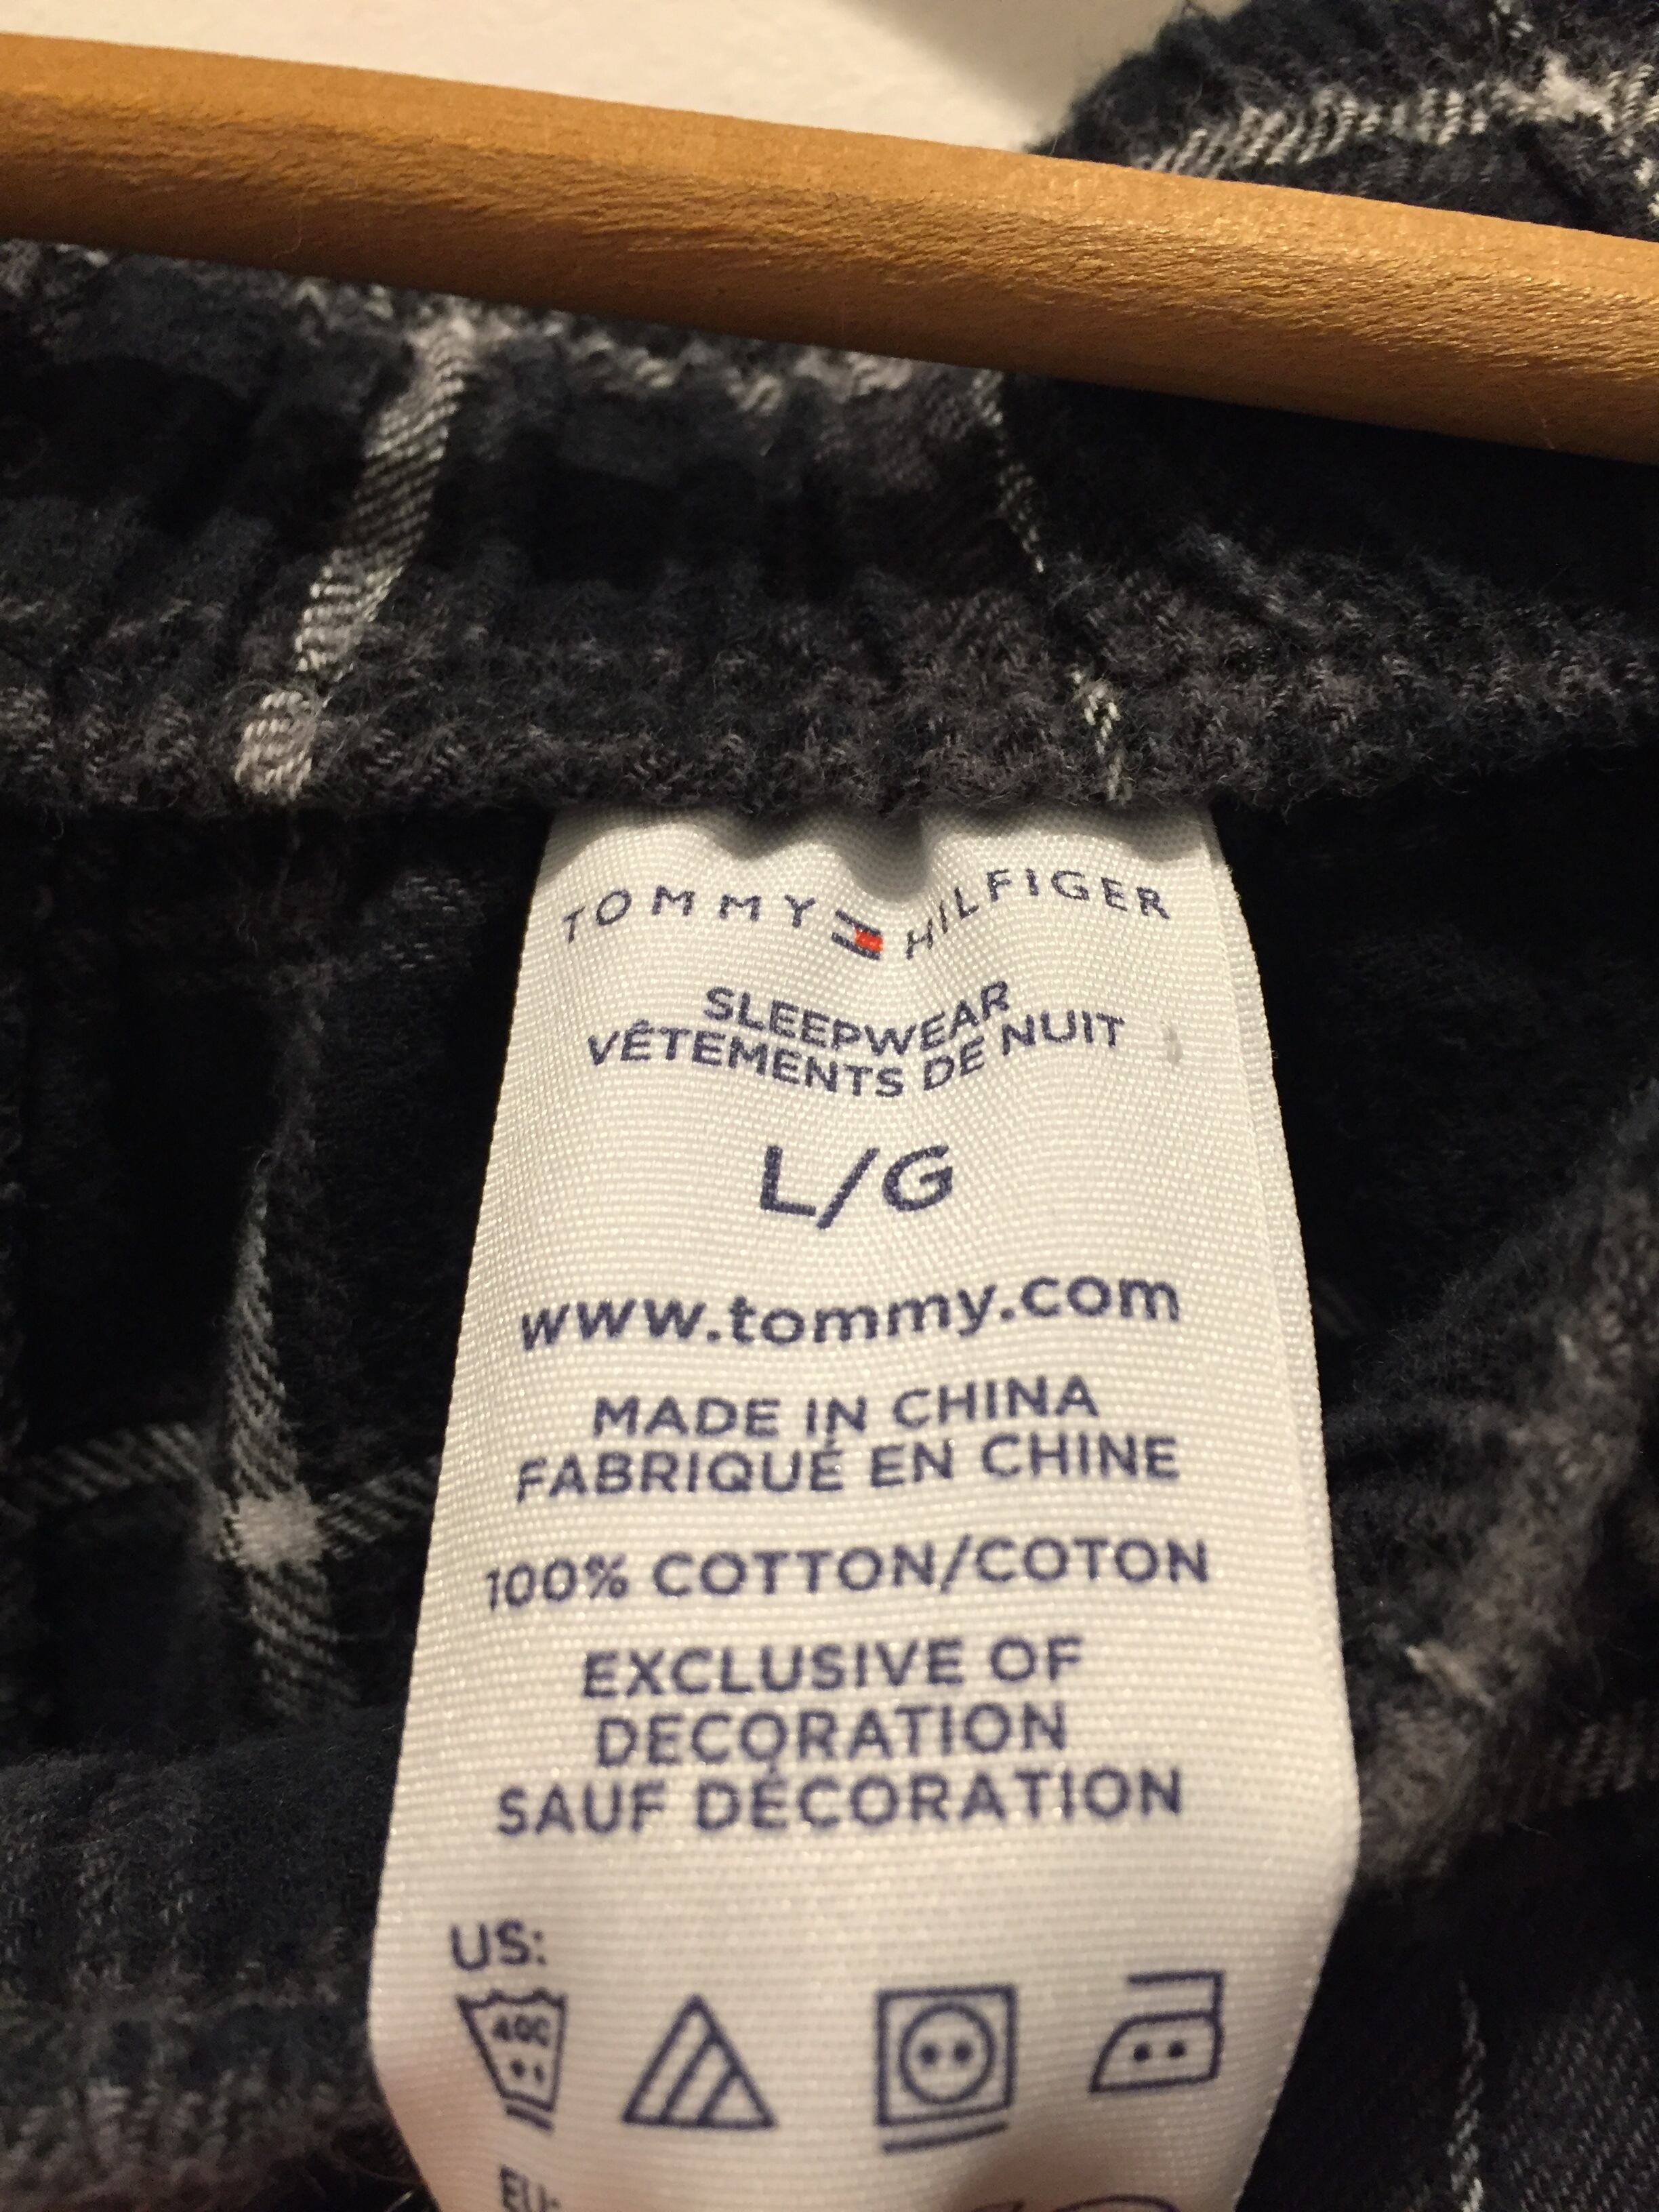 TOMMY HILFIGER
SLEEPWEAR
VÊTEMENTS DE NUIT
L/G
www.tommy.com
MADE IN CHINA
FABRIQUÉ EN CHINE
100% COTTON/COTON
EXCLUSIVE OF
DECORATION
SAUF DÉCORATION
US:
40C
EU: